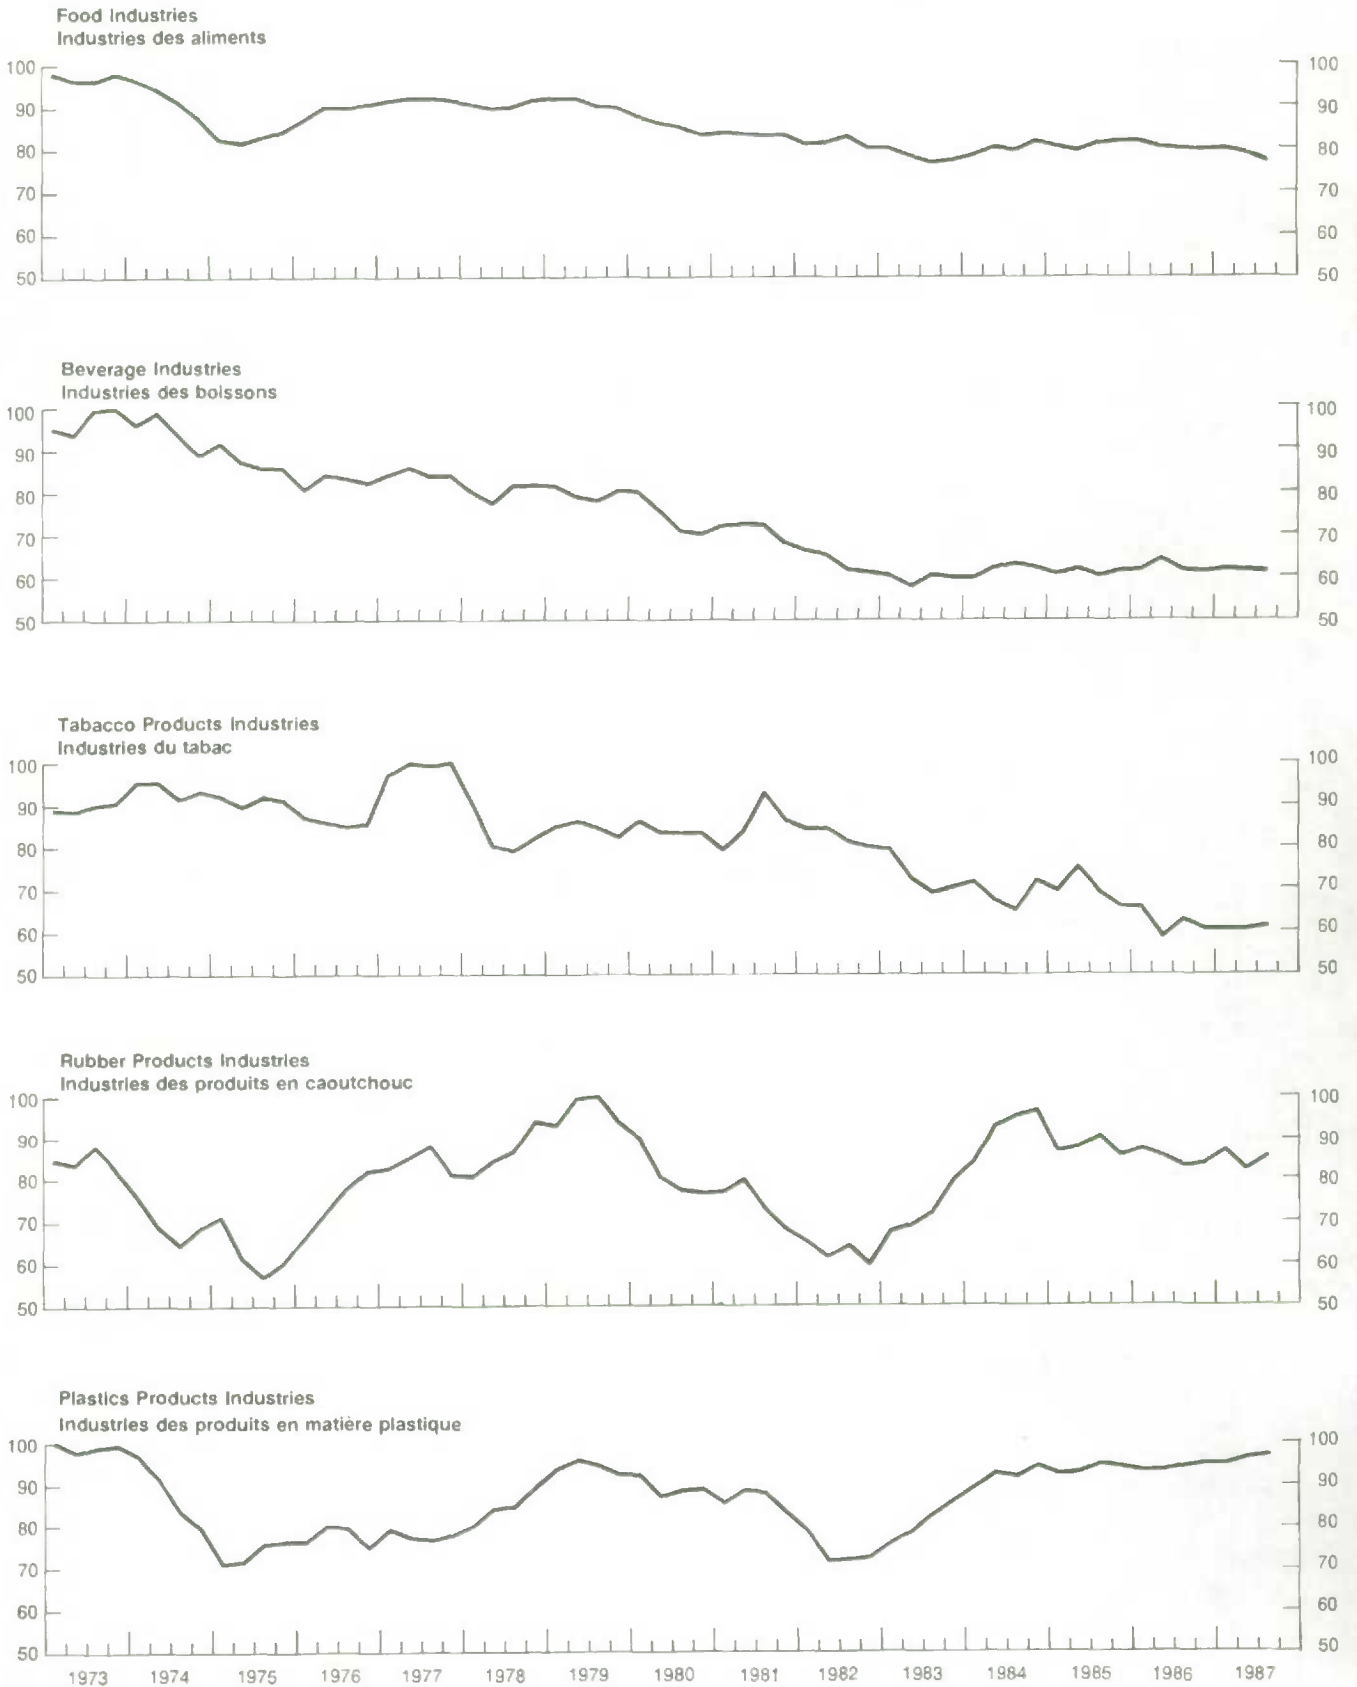 Food Industries
Industries des aliments
100 100
90 90
80 80
70 70
60 60
50 50
Beverage Industries
Industries des boissons
100 100
90 90
80 80
70 70
60 60
50 50
Tabacco Products Industries
Industries du tabac
100 100
90 90
80 80
70 70
60 60
50 50
Rubber Products Industries
Industries des produits en caoutchouc
100 100
90 90
80 80
70 70
60 60
50 50
Plastics Products Industries
Industries des produits en matière plastique
100 100
90 90
80 80
70 70
60 60
50 50
1973 1974 1975 1976 1977 1978 1979 1980 1981 1982 1983 1984 1985 1986 1987